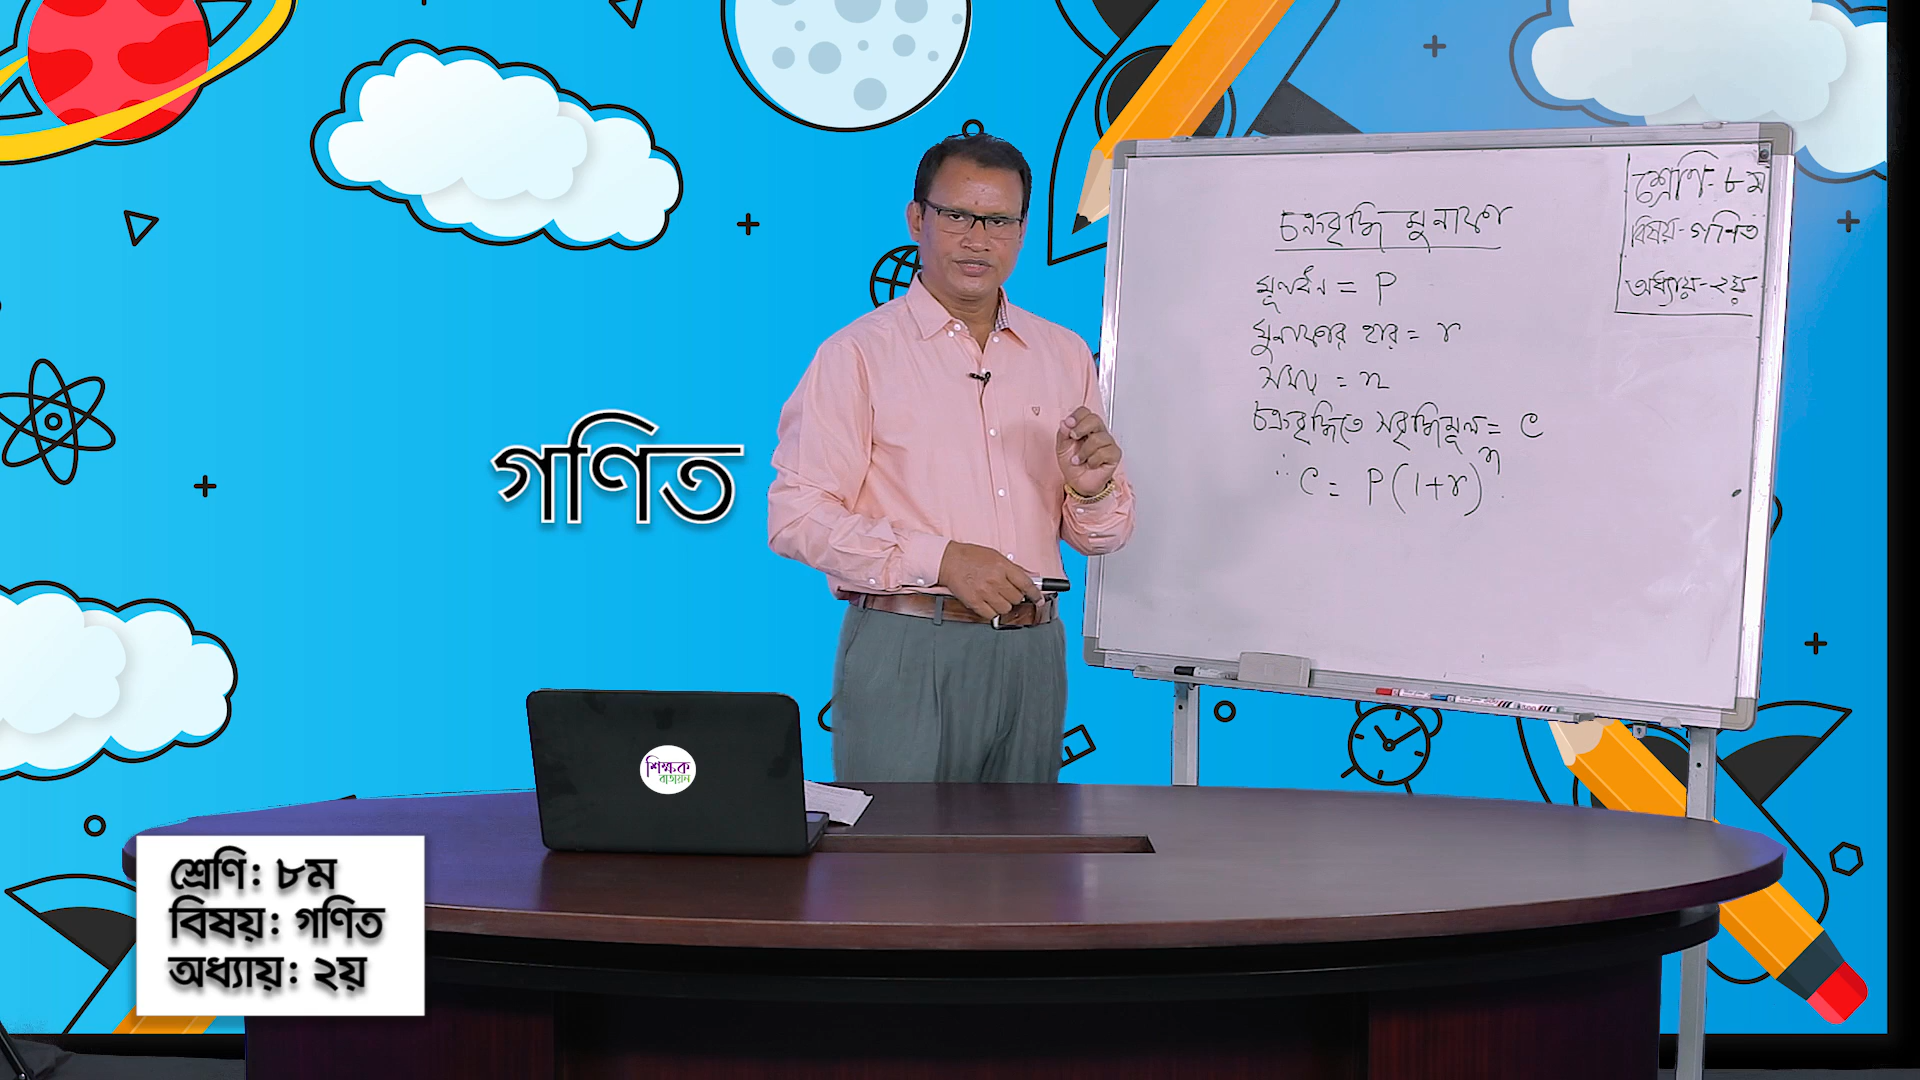 গণিত
চক্রবৃদ্ধি মুনাফা
মূলধন = P
মুনাফার হার = r
সময় = n
চক্রবৃদ্ধিতে সবৃদ্ধিমূল = C
∴ C = P(1+r)ⁿ
শ্রেণি - ৮ম
বিষয় - গণিত
অধ্যায় - ২য়
শিক্ষক
বাতায়ন
শ্রেণি: ৮ম
বিষয়: গণিত
অধ্যায়: ২য়